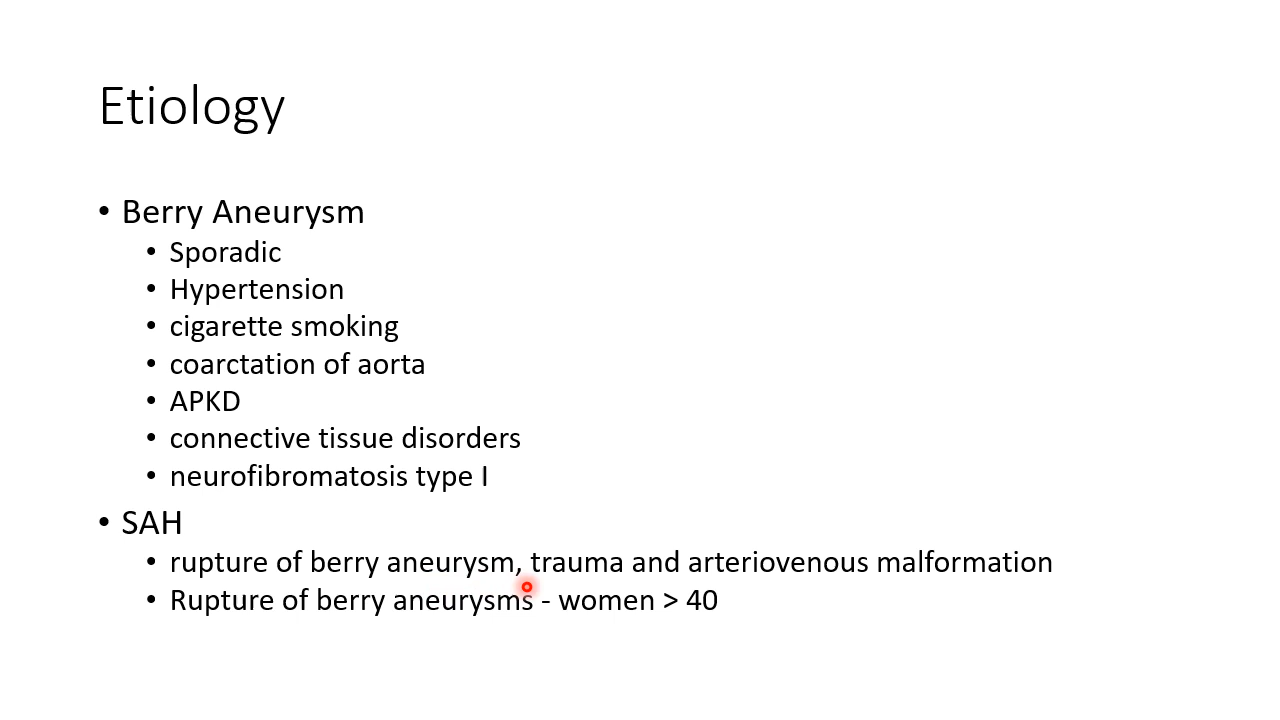 Etiology
• Berry Aneurysm
• Sporadic
• Hypertension
• cigarette smoking
• coarctation of aorta
• APKD
• connective tissue disorders
• neurofibromatosis type I
• SAH
• rupture of berry aneurysm, trauma and arteriovenous malformation
• Rupture of berry aneurysms - women > 40